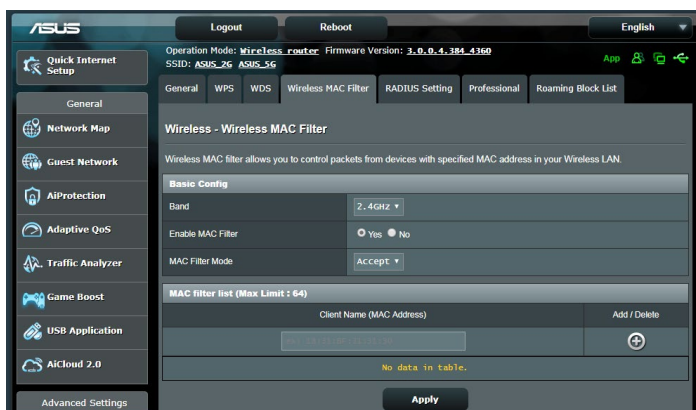 ASUS
Logout
Reboot
English
Quick Internet
Setup
General
Network Map
Guest Network
AiProtection
Adaptive QoS
Traffic Analyzer
Game Boost
USB Application
AiCloud 2.0
Advanced Settings
Operation Mode: Wireless router Firmware Version: 3.0.0.4.384_4360
SSID: ASUS_2G ASUS_5G
App
General WPS WDS Wireless MAC Filter RADIUS Setting Professional Roaming Block List
Wireless - Wireless MAC Filter
Wireless MAC filter allows you to control packets from devices with specified MAC address in your Wireless LAN.
Basic Config
Band 2.4GHz
Enable MAC Filter Yes No
MAC Filter Mode Accept
MAC filter list (Max Limit : 64)
Client Name (MAC Address) Add / Delete
No data in table.
Apply